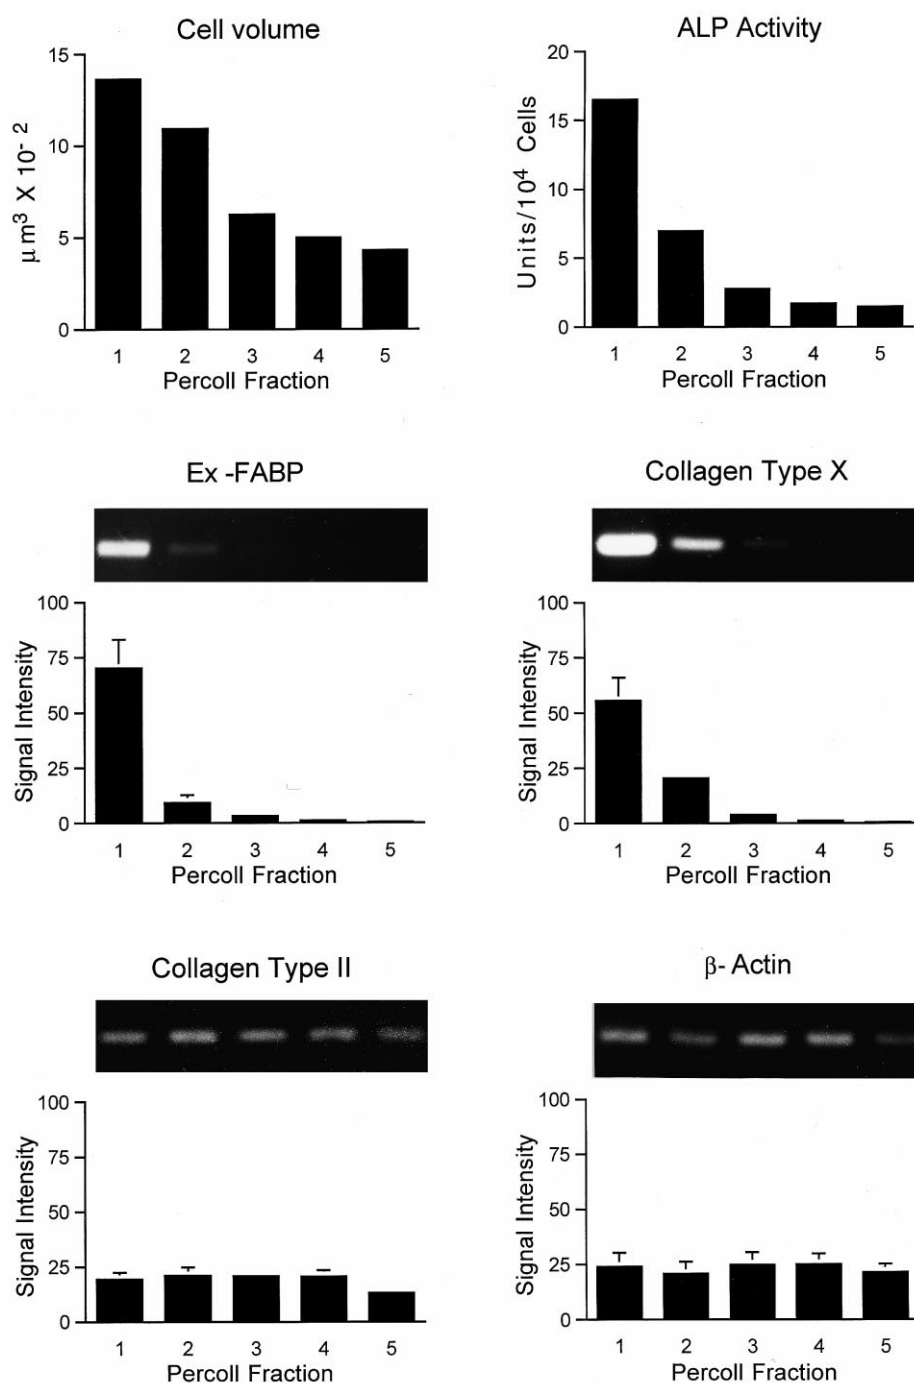 Cell volume
15
10
5
0
μm³ X 10⁻²
1 2 3 4 5
Percoll Fraction
ALP Activity
20
15
10
5
0
Units/10⁴ Cells
1 2 3 4 5
Percoll Fraction
Ex -FABP
100
75
50
25
0
Signal Intensity
1 2 3 4 5
Percoll Fraction
Collagen Type X
100
75
50
25
0
Signal Intensity
1 2 3 4 5
Percoll Fraction
Collagen Type II
100
75
50
25
0
Signal Intensity
1 2 3 4 5
Percoll Fraction
β- Actin
100
75
50
25
0
Signal Intensity
1 2 3 4 5
Percoll Fraction